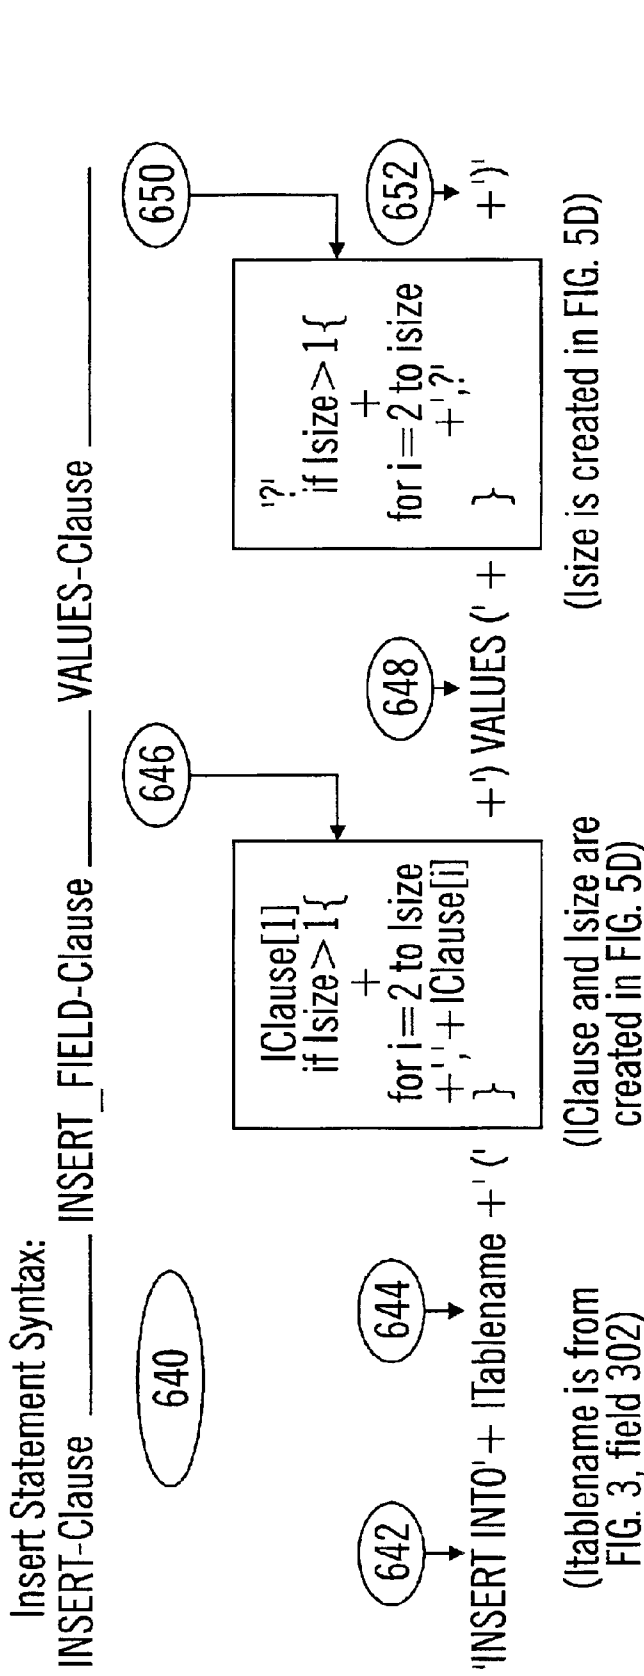 Insert Statement Syntax:
INSERT-Clause INSERT_FIELD-Clause VALUES-Clause
640
646
650
642
644
648
652
IClause[1]
if Isize>1{
+
for i=2 to Isize
+','+ IClause[i]
}
'?'
if Isize>1{
+
for i=2 to isize
+',?'
}
'INSERT INTO'+ ITablename +' (' +') VALUES (' + +')'
(Itablename is from
FIG. 3, field 302)
(IClause and Isize are
created in FIG. 5D)
(Isize is created in FIG. 5D)